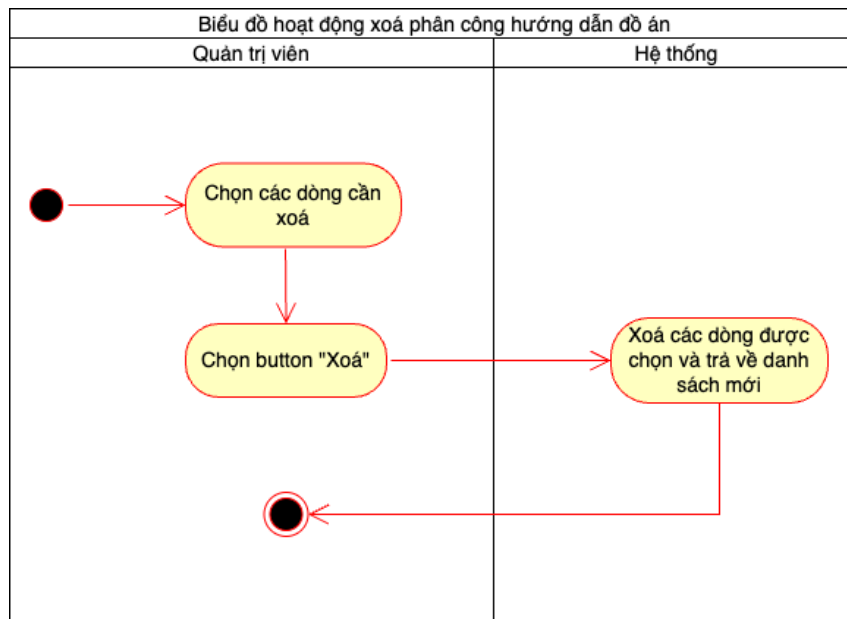 Biểu đồ hoạt động xoá phân công hướng dẫn đồ án
Quản trị viên
Hệ thống
Chọn các dòng cần
xoá
Chọn button "Xoá"
Xoá các dòng được
chọn và trả về danh
sách mới